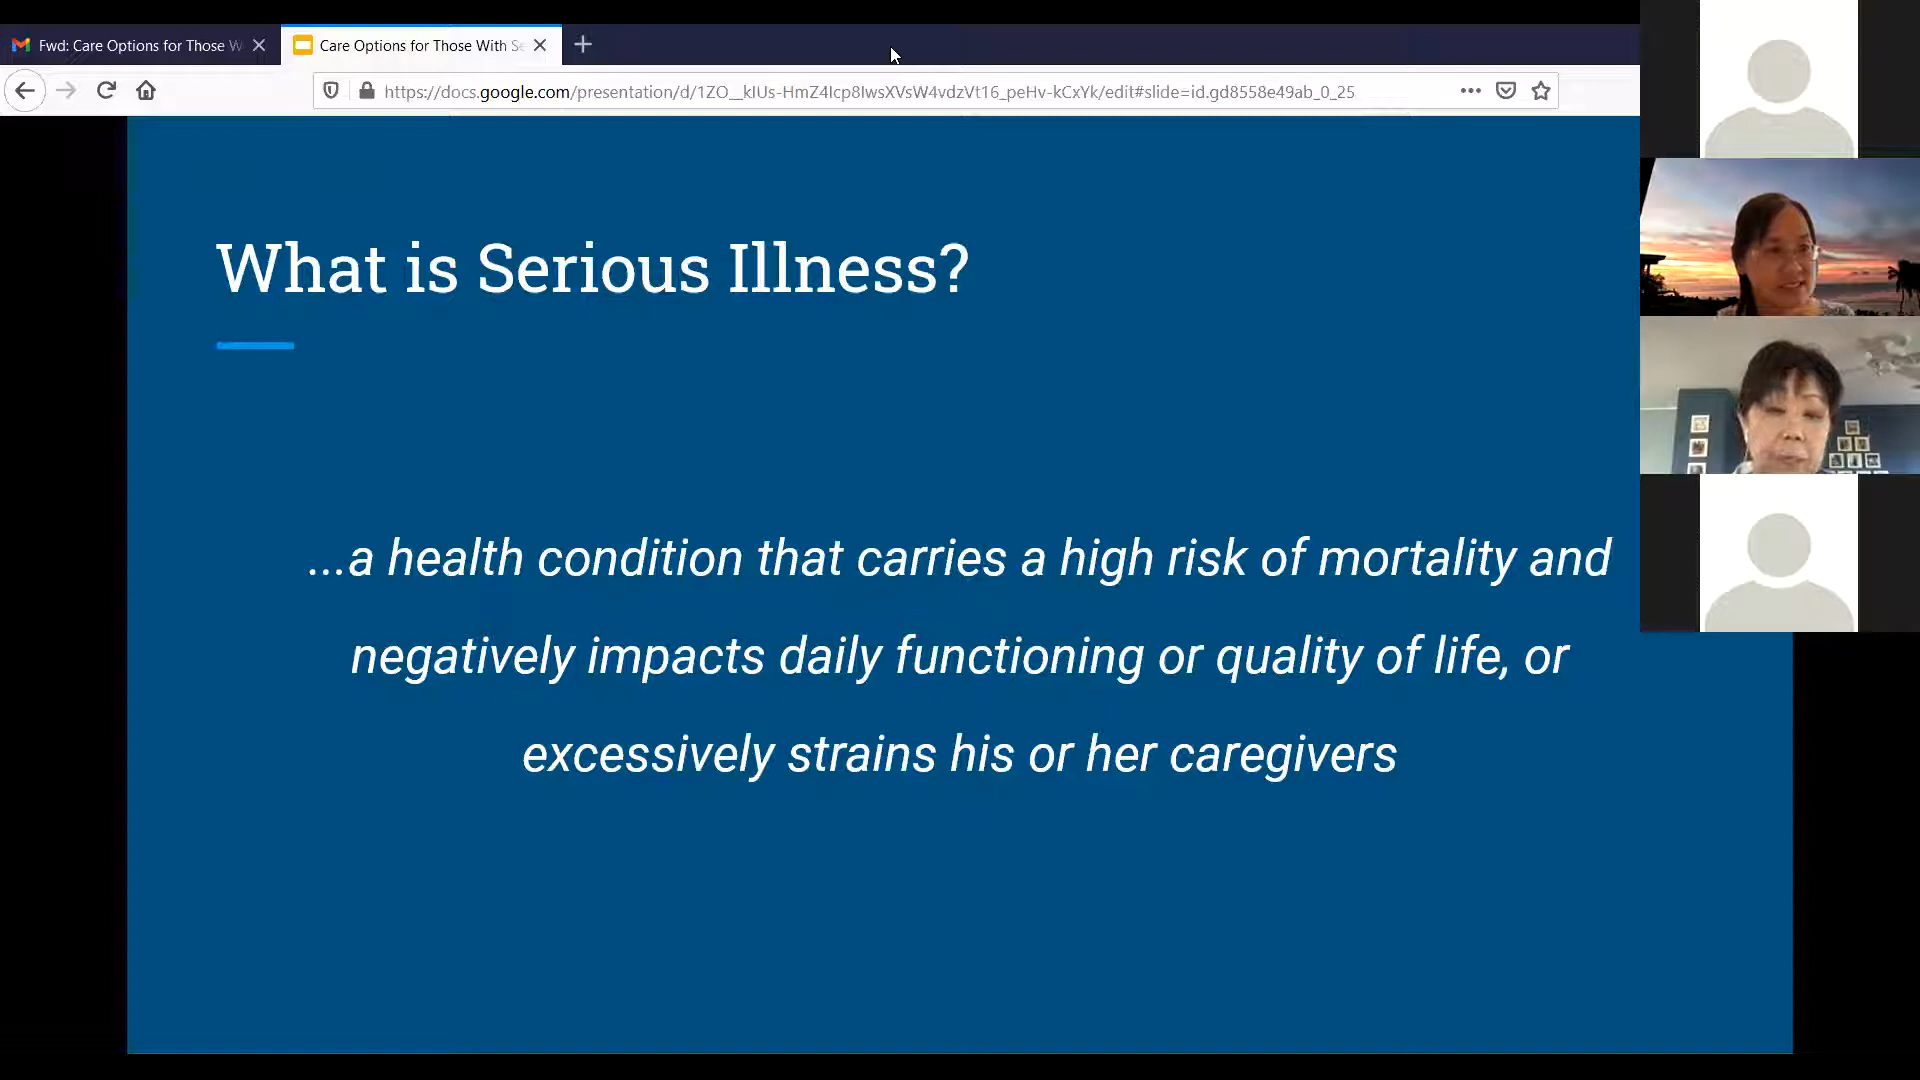 Fwd: Care Options for Those W
Care Options for Those With Se
https://docs.google.com/presentation/d/1ZO__kIUs-HmZ4Icp8IwsXVsW4vdzVt16_peHv-kCxYk/edit#slide=id.gd8558e49ab_0_25
What is Serious Illness?
...a health condition that carries a high risk of mortality and
negatively impacts daily functioning or quality of life, or
excessively strains his or her caregivers